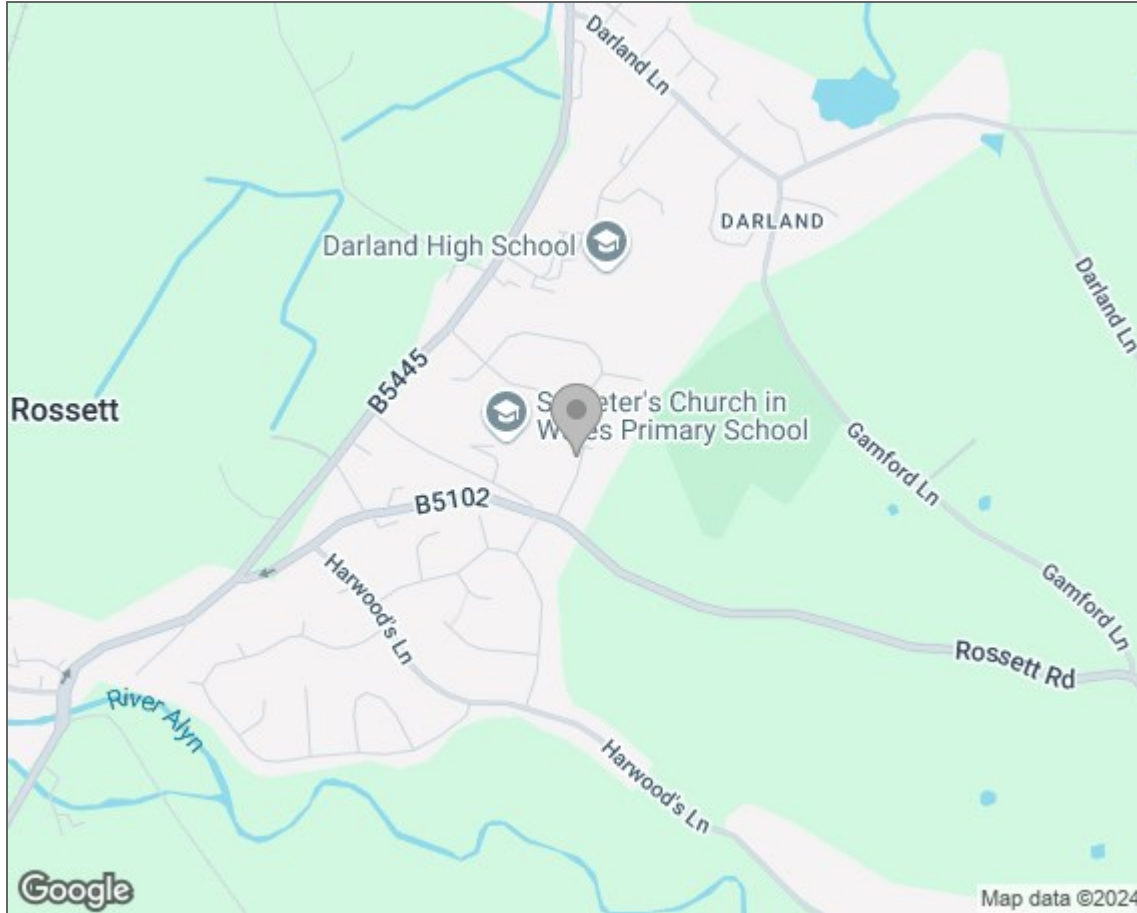 Darland Ln
DARLAND
Darland High School
Darland Ln
B5445
Rossett
Church in
Primary School
Gamford Ln
B5102
Harwood's Ln
Gamford Ln
Rossett Rd
River Alyn
Harwood's Ln
Google
Map data ©2024